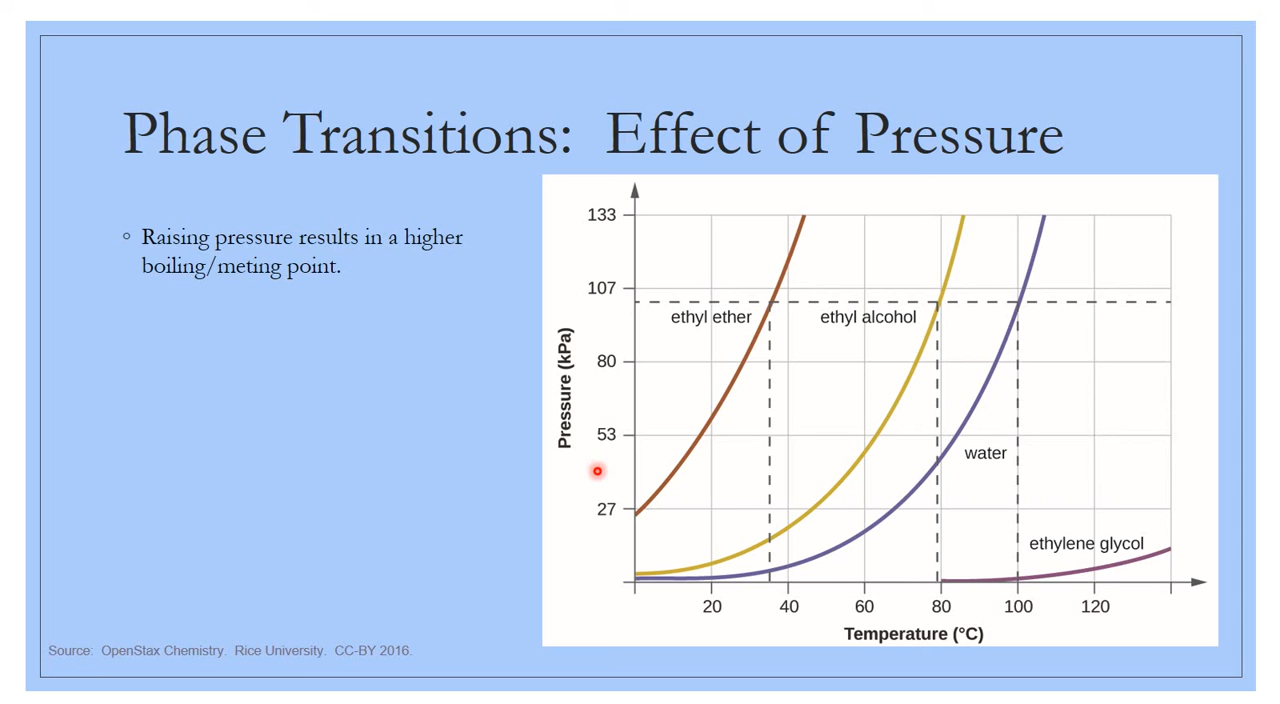 Phase Transitions:  Effect of Pressure
◦ Raising pressure results in a higher
boiling/meting point.
133
107
80
53
27
Pressure (kPa)
ethyl ether
ethyl alcohol
water
ethylene glycol
20
40
60
80
100
120
Temperature (°C)
Source:  OpenStax Chemistry.  Rice University.  CC-BY 2016.